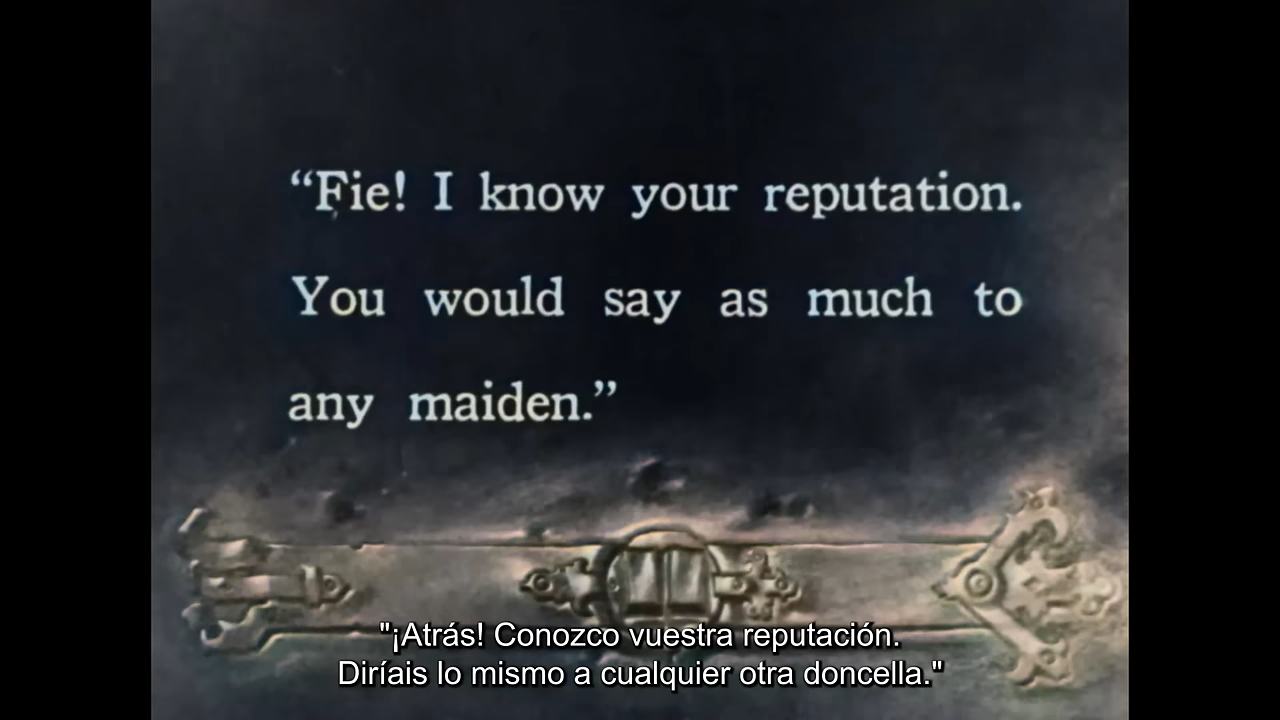 “Fie! I know your reputation.
You would say as much to
any maiden.”
"¡Atrás! Conozco vuestra reputación.
Diríais lo mismo a cualquier otra doncella."